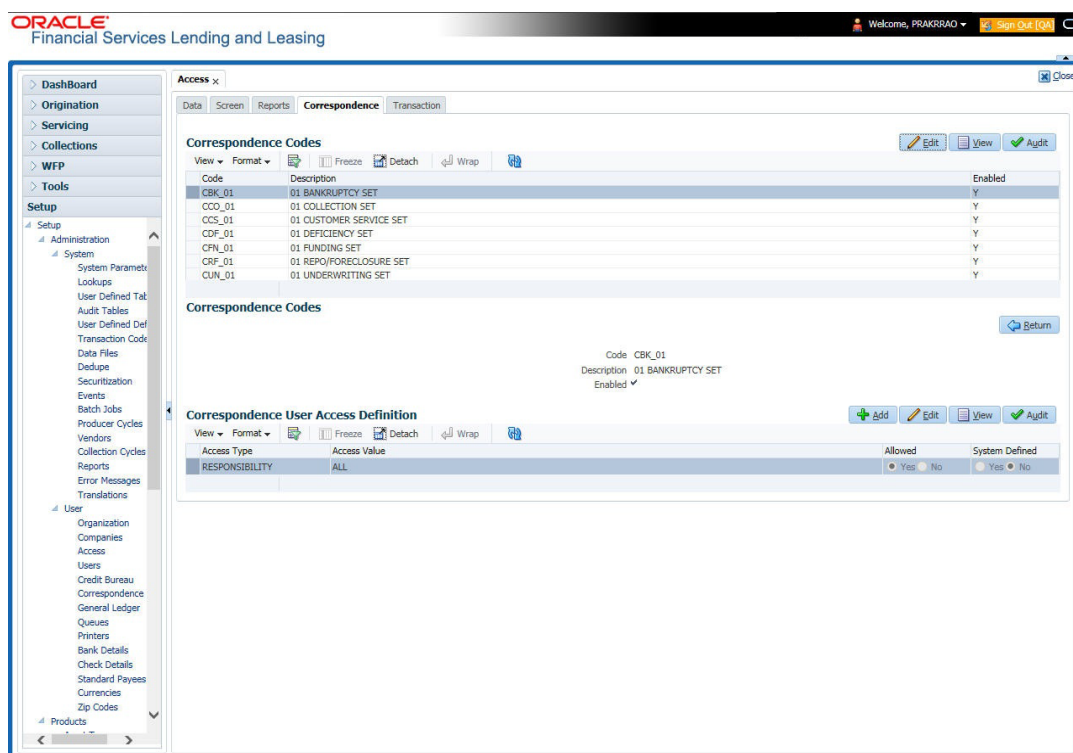 ORACLE
Financial Services Lending and Leasing
Welcome, PRAKRRAO
Sign Out [QA]
DashBoard
Origination
Servicing
Collections
WFP
Tools
Setup
Setup
Administration
System
System Paramete
Lookups
User Defined Tab
Audit Tables
User Defined Def
Transaction Code
Data Files
Dedupe
Securitization
Events
Batch Jobs
Producer Cycles
Vendors
Collection Cycles
Reports
Error Messages
Translations
User
Organization
Companies
Access
Users
Credit Bureau
Correspondence
General Ledger
Queues
Printers
Bank Details
Check Details
Standard Payees
Currencies
Zip Codes
Products
Access x
Close
Data Screen Reports Correspondence Transaction
Correspondence Codes
Edit View Audit
View Format Freeze Detach Wrap
Code Description Enabled
CBK_01 01 BANKRUPTCY SET Y
CCO_01 01 COLLECTION SET Y
CCS_01 01 CUSTOMER SERVICE SET Y
CDF_01 01 DEFICIENCY SET Y
CFN_01 01 FUNDING SET Y
CRF_01 01 REPO/FORECLOSURE SET Y
CUN_01 01 UNDERWRITING SET Y
Correspondence Codes
Return
Code CBK_01
Description 01 BANKRUPTCY SET
Enabled
Correspondence User Access Definition
Add Edit View Audit
View Format Freeze Detach Wrap
Access Type Access Value Allowed System Defined
RESPONSIBILITY ALL Yes No Yes No